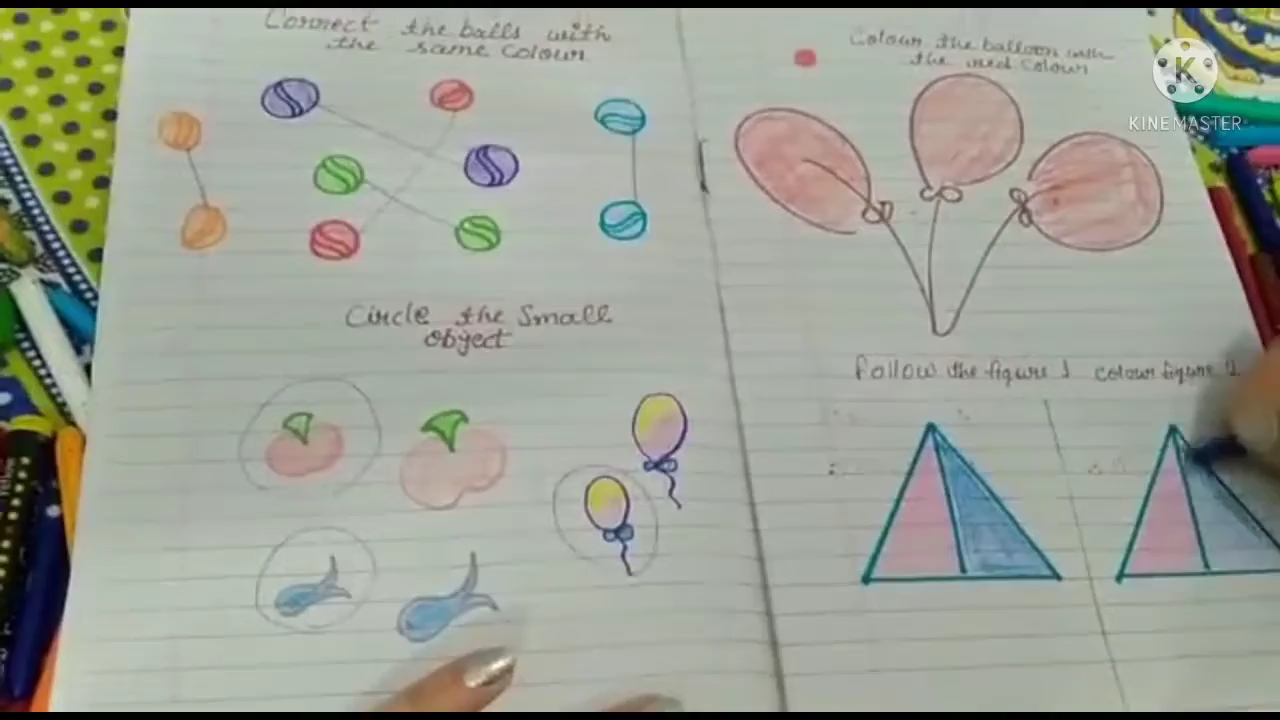 Connect the balls with
the same colour
Circle the small
object
Colour the balloon with
the red colour
Follow the figure 1 colour figure 2
K
KINEMASTER